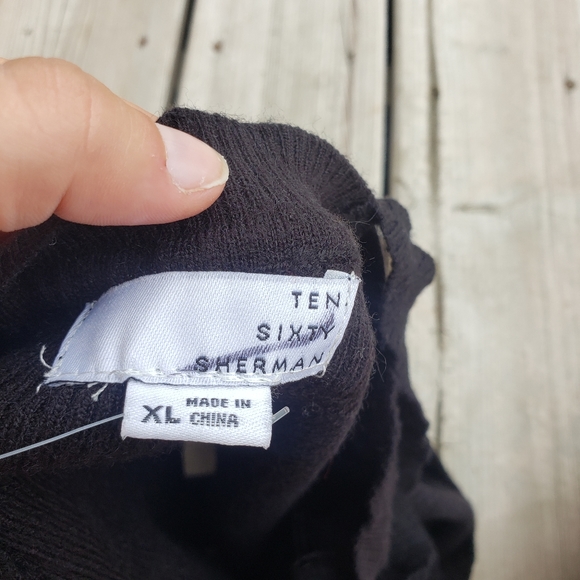 TEN
SIXTY
SHERMAN
XL MADE IN
CHINA